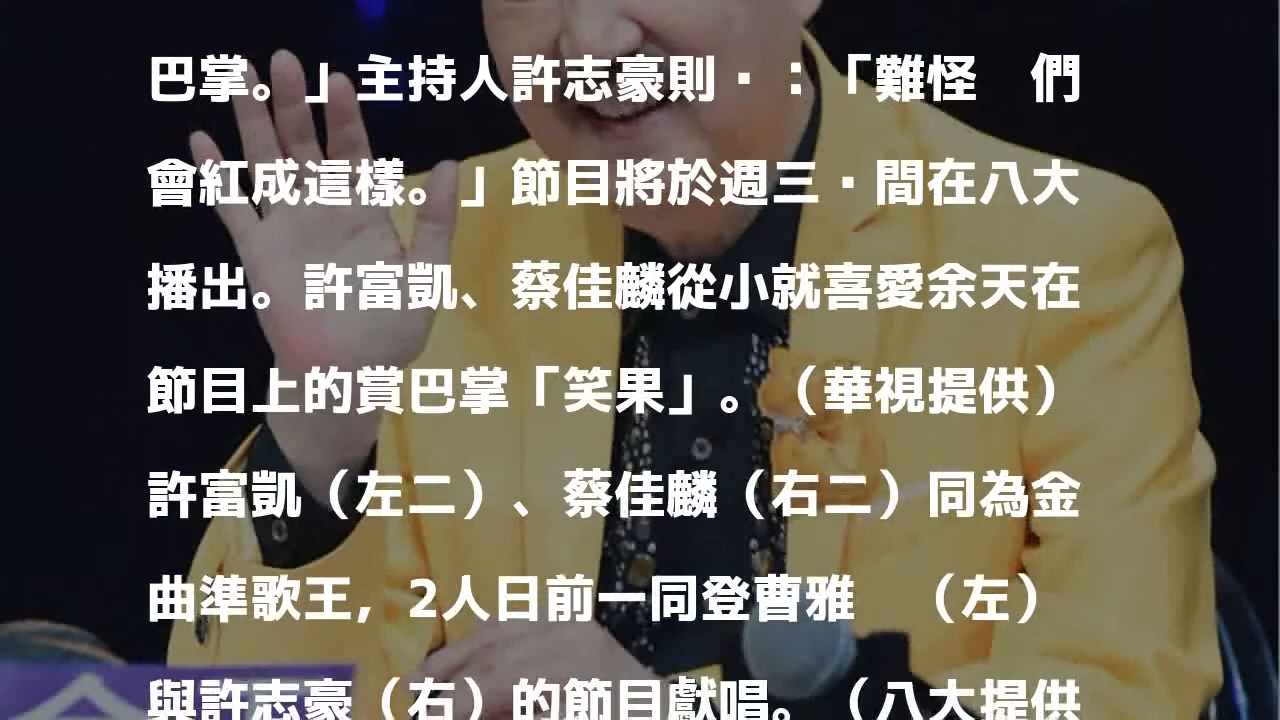 巴掌。」主持人許志豪則·：「難怪　們
會紅成這樣。」節目將於週三·間在八大
播出。許富凱、蔡佳麟從小就喜愛余天在
節目上的賞巴掌「笑果」。（華視提供）
許富凱（左二）、蔡佳麟（右二）同為金
曲準歌王，2人日前一同登曹雅　（左）
與許志豪（右）的節目獻唱。（八大提供